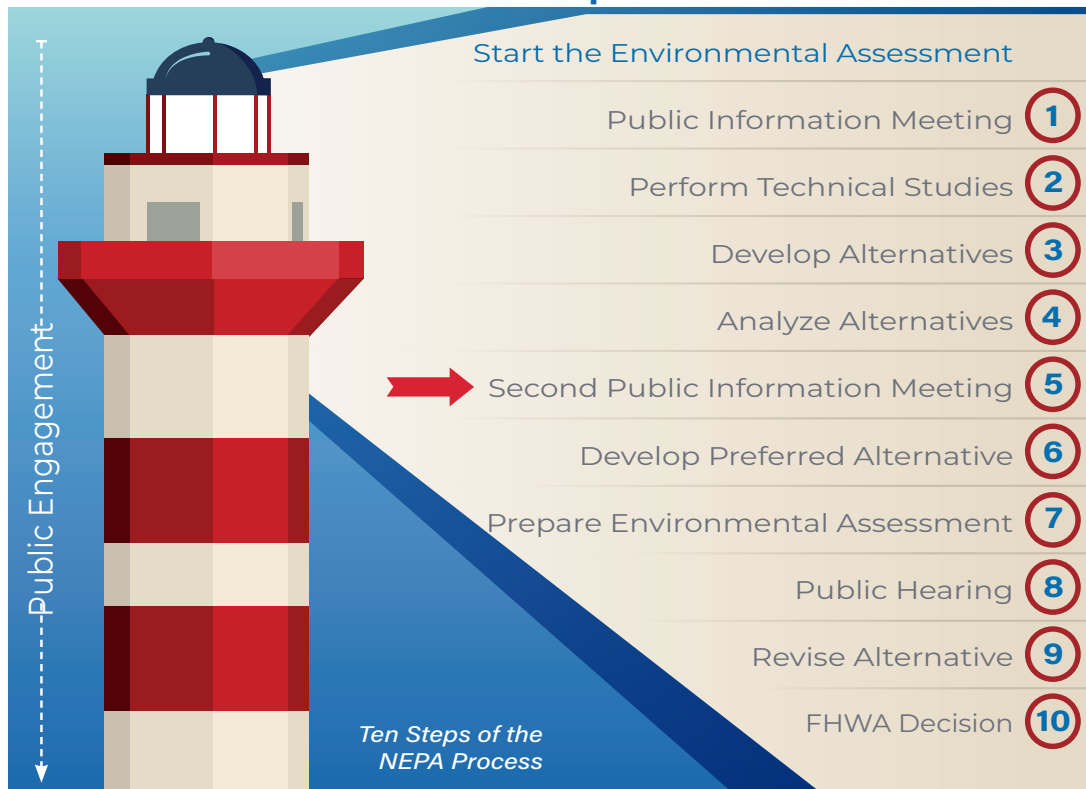 Start the Environmental Assessment
Public Information Meeting 1
Perform Technical Studies 2
Develop Alternatives 3
Analyze Alternatives 4
Second Public Information Meeting 5
Develop Preferred Alternative 6
Prepare Environmental Assessment 7
Public Hearing 8
Revise Alternative 9
FHWA Decision 10
Public Engagement
Ten Steps of the
NEPA Process